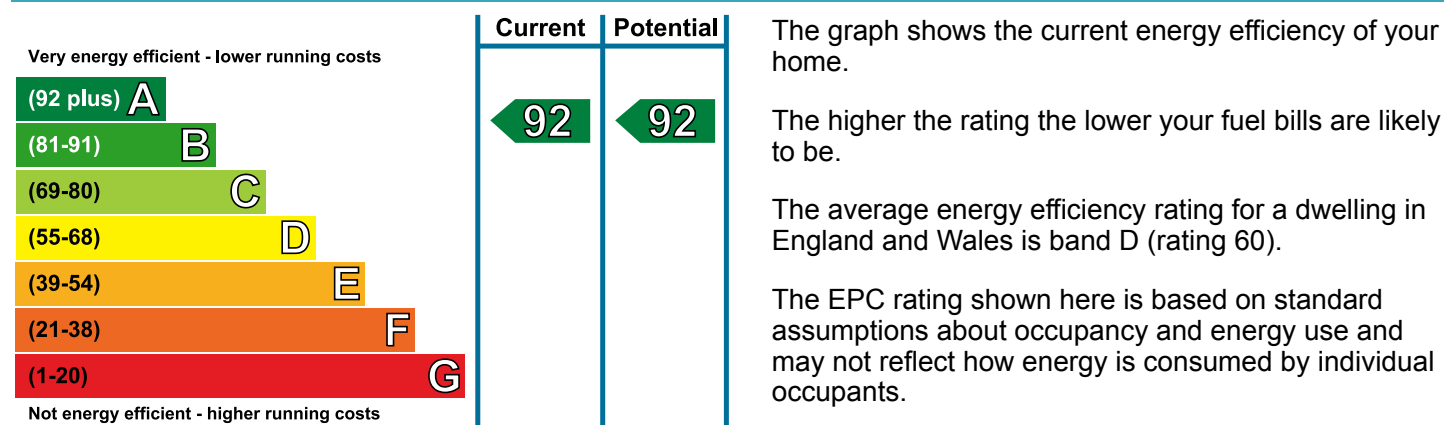 Current Potential
Very energy efficient - lower running costs
(92 plus) A
(81-91) B
(69-80) C
(55-68) D
(39-54) E
(21-38) F
(1-20) G
Not energy efficient - higher running costs
92 92
The graph shows the current energy efficiency of your
home.
The higher the rating the lower your fuel bills are likely
to be.
The average energy efficiency rating for a dwelling in
England and Wales is band D (rating 60).
The EPC rating shown here is based on standard
assumptions about occupancy and energy use and
may not reflect how energy is consumed by individual
occupants.